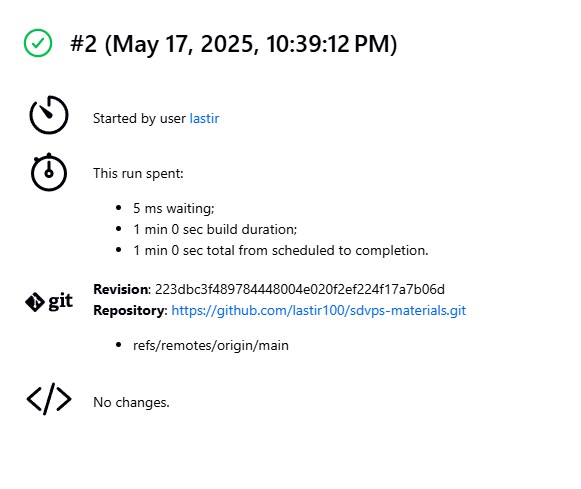 #2 (May 17, 2025, 10:39:12 PM)
Started by user lastir
This run spent:
5 ms waiting;
1 min 0 sec build duration;
1 min 0 sec total from scheduled to completion.
git
Revision: 223dbc3f489784448004e020f2ef224f17a7b06d
Repository: https://github.com/lastir100/sdvps-materials.git
refs/remotes/origin/main
No changes.